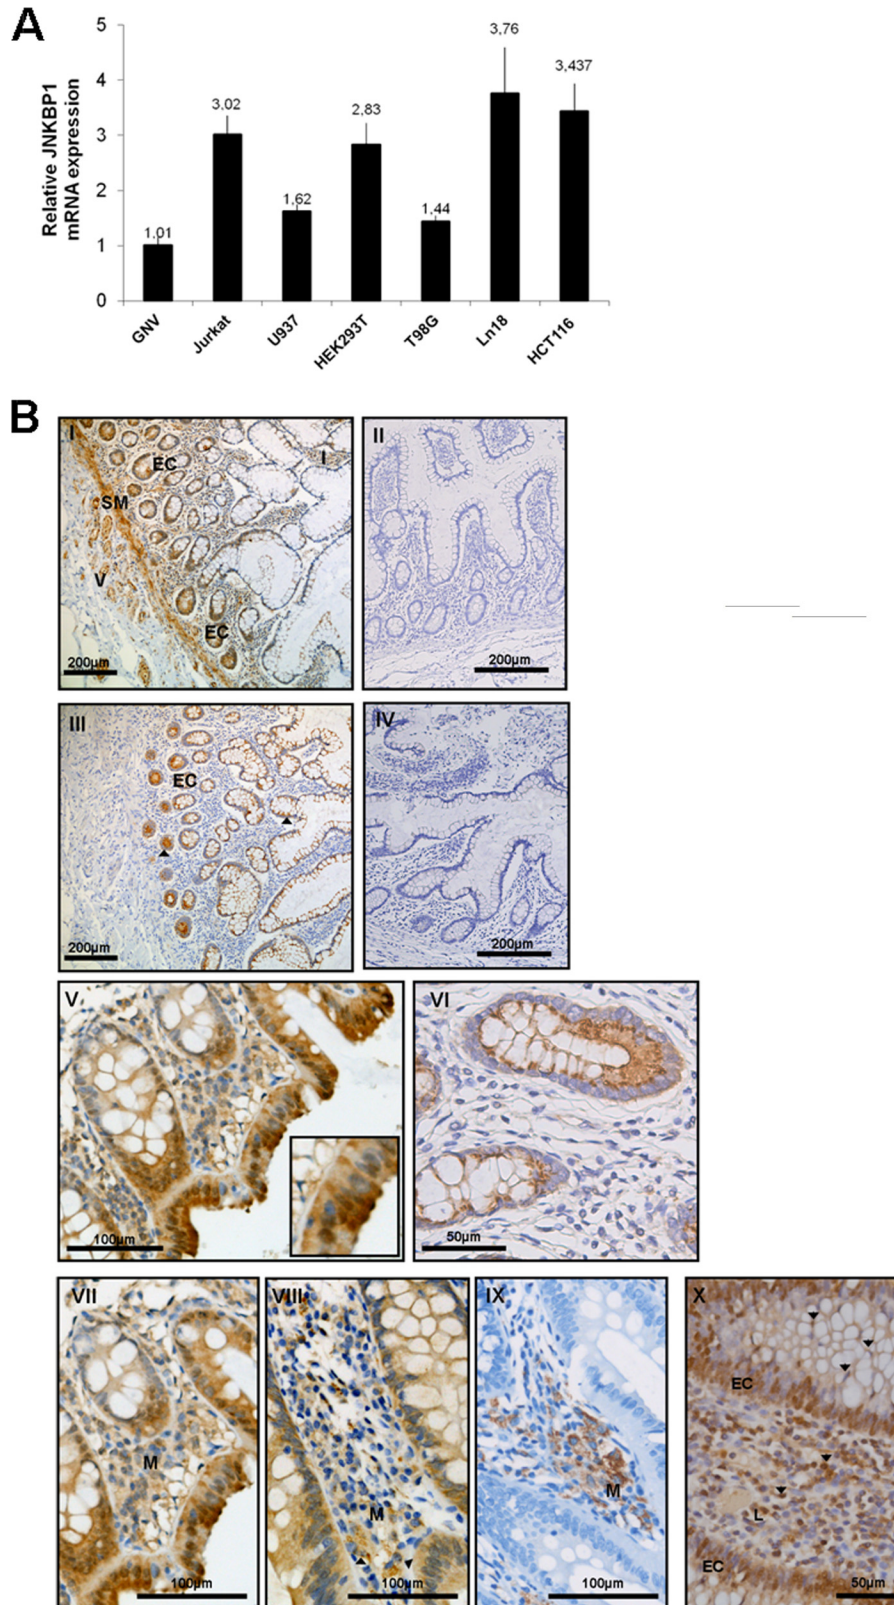 A
5
4
3
2
1
0
Relative JNKBP1
mRNA expression
1,01
3,02
1,62
2,83
1,44
3,76
3,437
GNV
Jurkat
U937
HEK293T
T98G
Ln18
HCT116
B
I
EC
I
SM
V
EC
200µm
II
200µm
III
EC
200µm
IV
200µm
V
100µm
VI
50µm
VII
M
100µm
VIII
M
100µm
IX
M
100µm
X
EC
L
EC
50µm